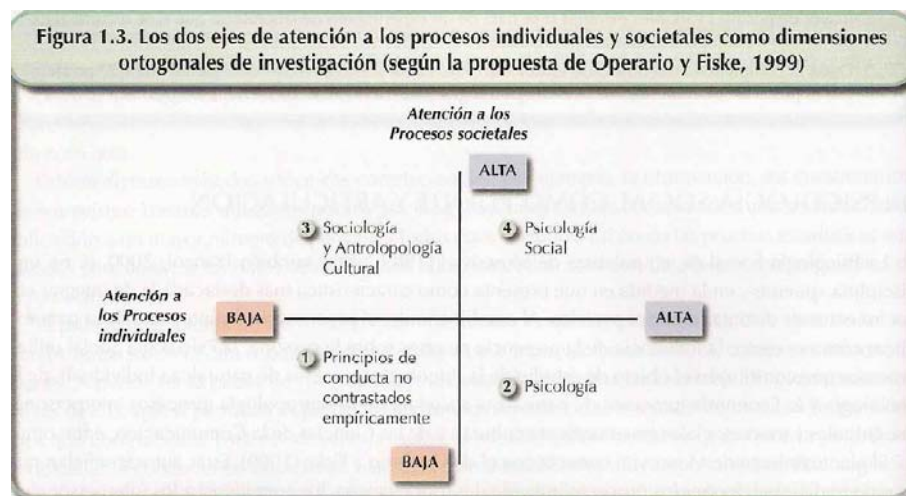 Figura 1.3. Los dos ejes de atención a los procesos individuales y societales como dimensiones
ortogonales de investigación (según la propuesta de Operario y Fiske, 1999)
Atención a los
Procesos societales
ALTA
3 Sociología
y Antropología
Cultural
4 Psicología
Social
Atención a
los Procesos
individuales
BAJA
ALTA
1 Principios de
conducta no
contrastados
empíricamente
2 Psicología
BAJA